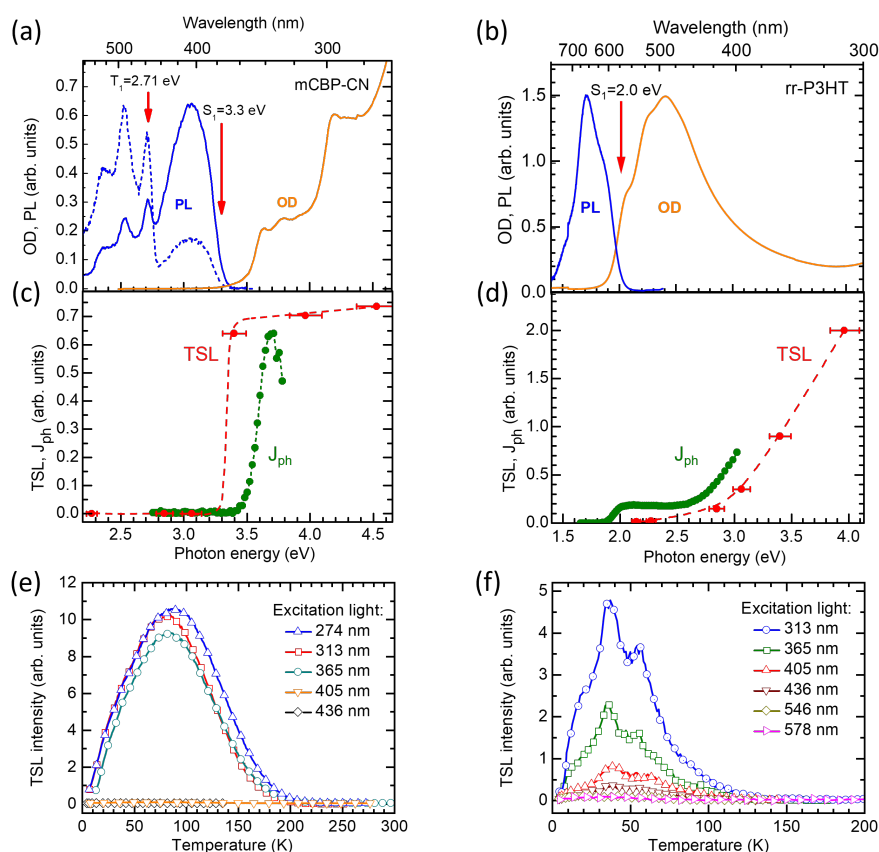 (a)
Wavelength (nm)
500 400 300
T1=2.71 eV
mCBP-CN
S1=3.3 eV
PL
OD
OD, PL (arb. units)
0.7
0.6
0.5
0.4
0.3
0.2
0.1
0.0
(b)
Wavelength (nm)
700 600 500 400 300
S1=2.0 eV
rr-P3HT
PL
OD
OD, PL (arb. units)
1.5
1.0
0.5
0.0
(c)
TSL
Jph
TSL, Jph (arb. units)
0.7
0.6
0.5
0.4
0.3
0.2
0.1
0.0
2.5 3.0 3.5 4.0 4.5
Photon energy (eV)
(d)
TSL
Jph
TSL, Jph (arb. units)
2.0
1.5
1.0
0.5
0.0
1.4 1.9 2.4 3.0 3.5 4.1
Photon energy (eV)
(e)
Excitation light:
274 nm
313 nm
365 nm
405 nm
436 nm
TSL intensity (arb. units)
12
10
8
6
4
2
0
0 50 100 150 200 250 300
Temperature (K)
(f)
Excitation light:
313 nm
365 nm
405 nm
436 nm
546 nm
578 nm
TSL intensity (arb. units)
5
4
3
2
1
0
0 50 100 150 200
Temperature (K)